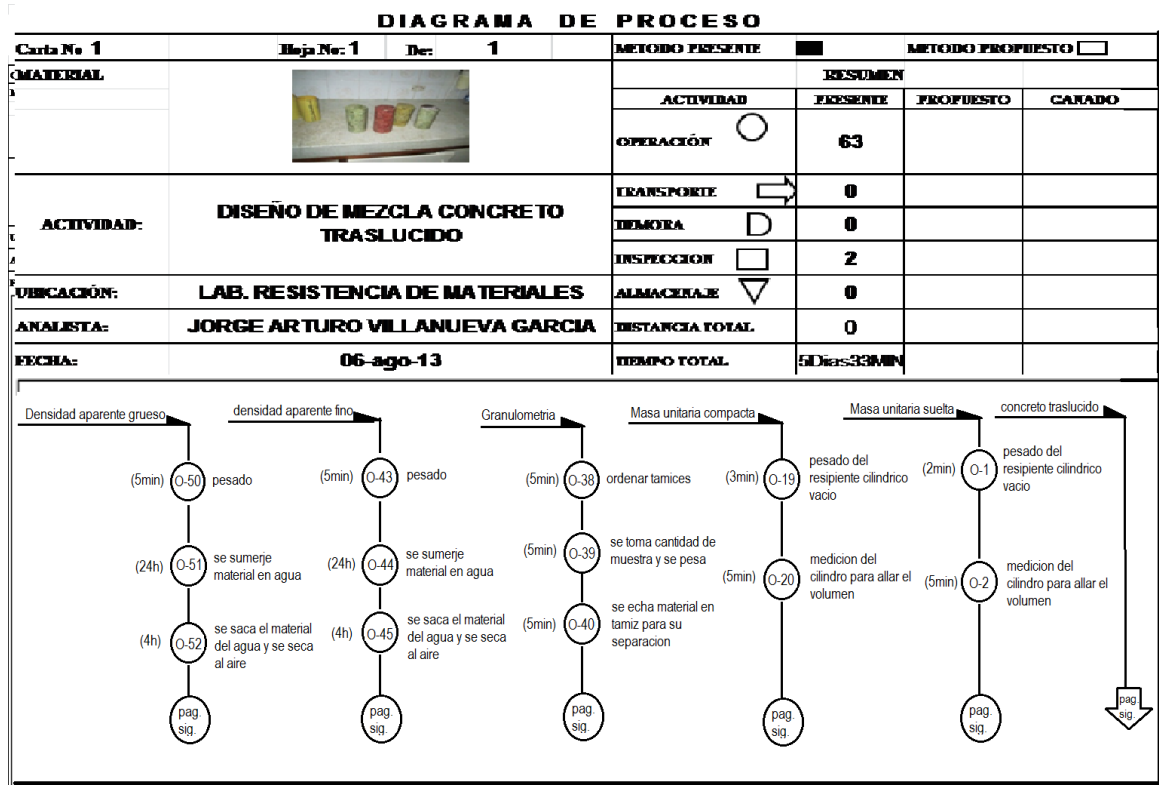 DIAGRAMA DE PROCESO
Carta No 1 Hoja No: 1 De: 1 METODO PRESENTE METODO PROPUESTO
MATERIAL RESUMEN
ACTIVIDAD PRESENTE PROPUESTO GANADO
OPERACIÓN 63
TRANSPORTE 0
ACTIVIDAD: DISEÑO DE MEZCLA CONCRETO
TRASLUCIDO
DEMORA 0
INSPECCION 2
UBICACIÓN: LAB. RESISTENCIA DE MATERIALES ALMACENAJE 0
ANALISTA: JORGE ARTURO VILLANUEVA GARCIA DISTANCIA TOTAL 0
FECHA: 06-ago-13 TIEMPO TOTAL 5Dias33MIN
Densidad aparente grueso
(5min) O-50 pesado
(24h) O-51 se sumerje
material en agua
(4h) O-52 se saca el material
del agua y se seca
al aire
pag.
sig.
densidad aparente fino
(5min) O-43 pesado
(24h) O-44 se sumerje
material en agua
(4h) O-45 se saca el material
del agua y se seca
al aire
pag.
sig.
Granulometria
(5min) O-38 ordenar tamices
(5min) O-39 se toma cantidad de
muestra y se pesa
(5min) O-40 se echa material en
tamiz para su
separacion
pag.
sig.
Masa unitaria compacta
(3min) O-19 pesado del
resipiente cilindrico
vacio
(5min) O-20 medicion del
cilindro para allar el
volumen
pag.
sig.
Masa unitaria suelta
(2min) O-1 pesado del
resipiente cilindrico
vacio
(5min) O-2 medicion del
cilindro para allar el
volumen
pag.
sig.
concreto traslucido
pag.
sig.